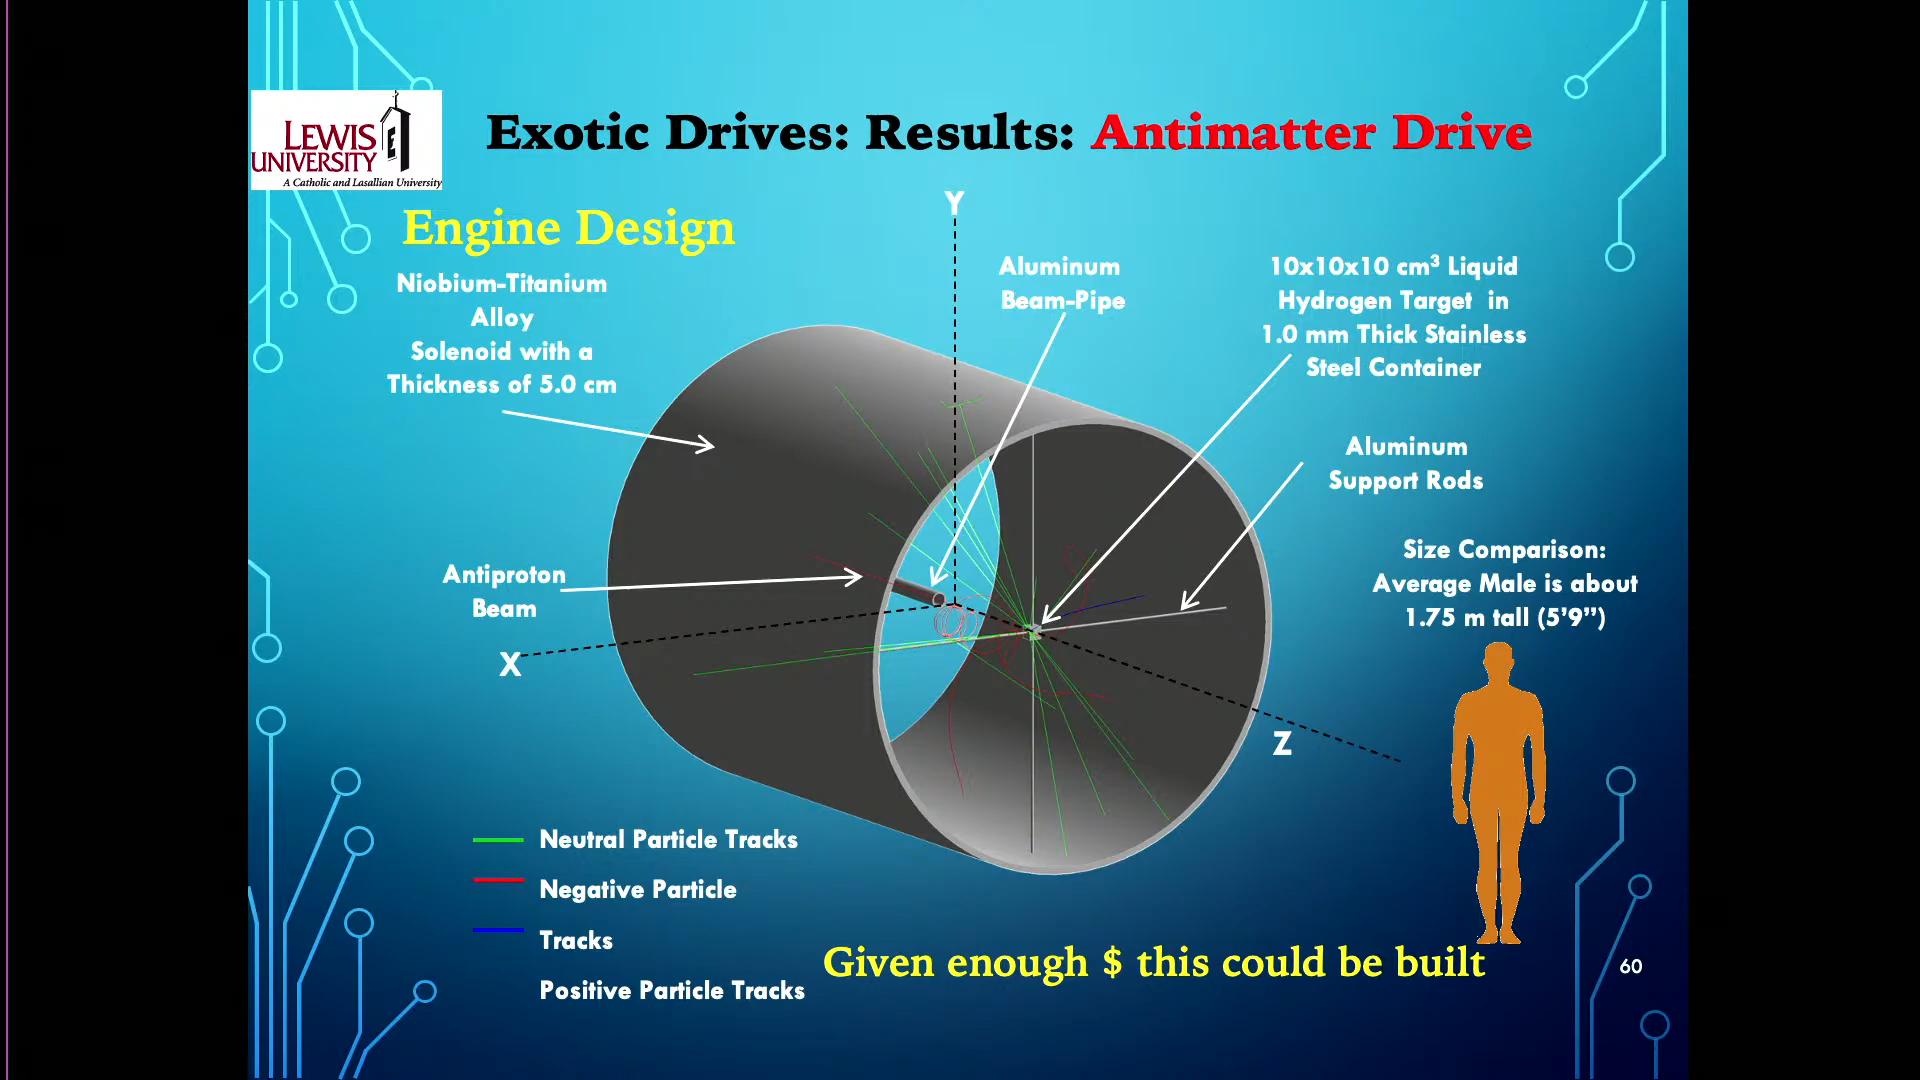 LEWIS
UNIVERSITY
A Catholic and Lasallian University
Exotic Drives: Results: Antimatter Drive
Engine Design
Y
Niobium-Titanium
Alloy
Solenoid with a
Thickness of 5.0 cm
Aluminum
Beam-Pipe
10x10x10 cm³ Liquid
Hydrogen Target in
1.0 mm Thick Stainless
Steel Container
Aluminum
Support Rods
Antiproton
Beam
Size Comparison:
Average Male is about
1.75 m tall (5’9”)
X
Z
Neutral Particle Tracks
Negative Particle
Tracks
Positive Particle Tracks
Given enough $ this could be built
60